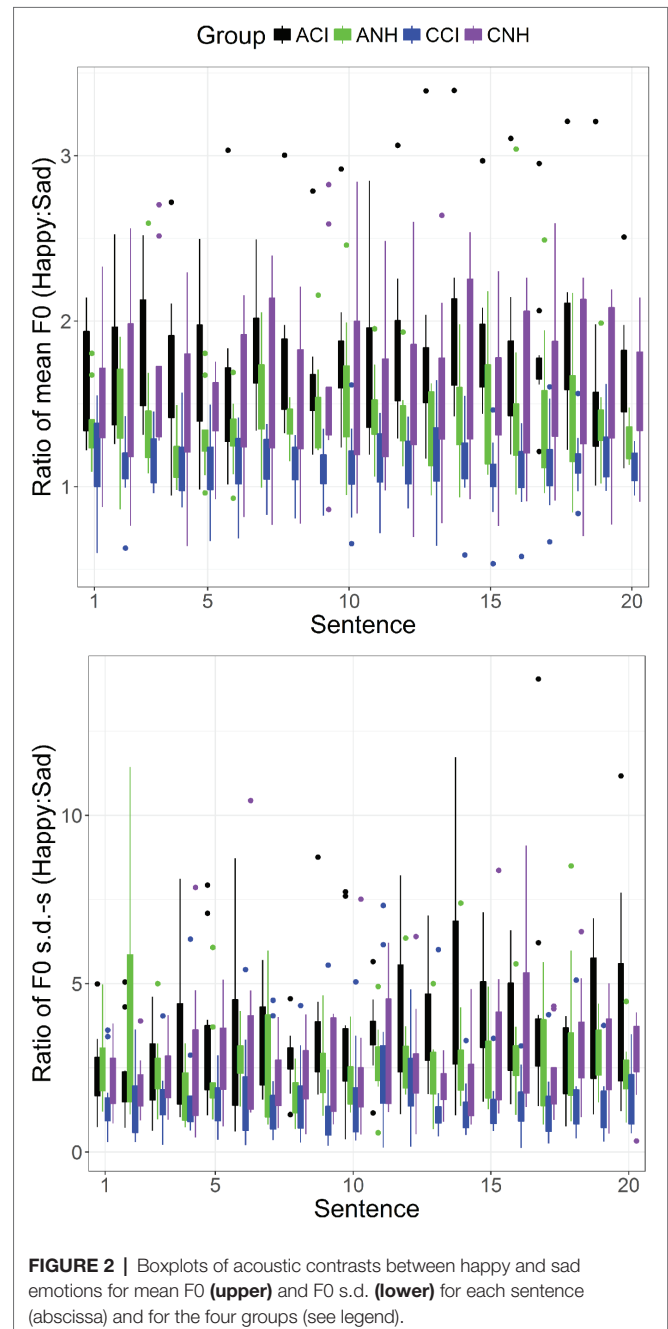 Group ACI ANH CCI CNH
Ratio of mean F0 (Happy:Sad)
3
2
1
1 5 10 15 20
Sentence
Ratio of F0 s.d.-s (Happy:Sad)
10
5
0
1 5 10 15 20
Sentence
FIGURE 2 | Boxplots of acoustic contrasts between happy and sad
emotions for mean F0 (upper) and F0 s.d. (lower) for each sentence
(abscissa) and for the four groups (see legend).